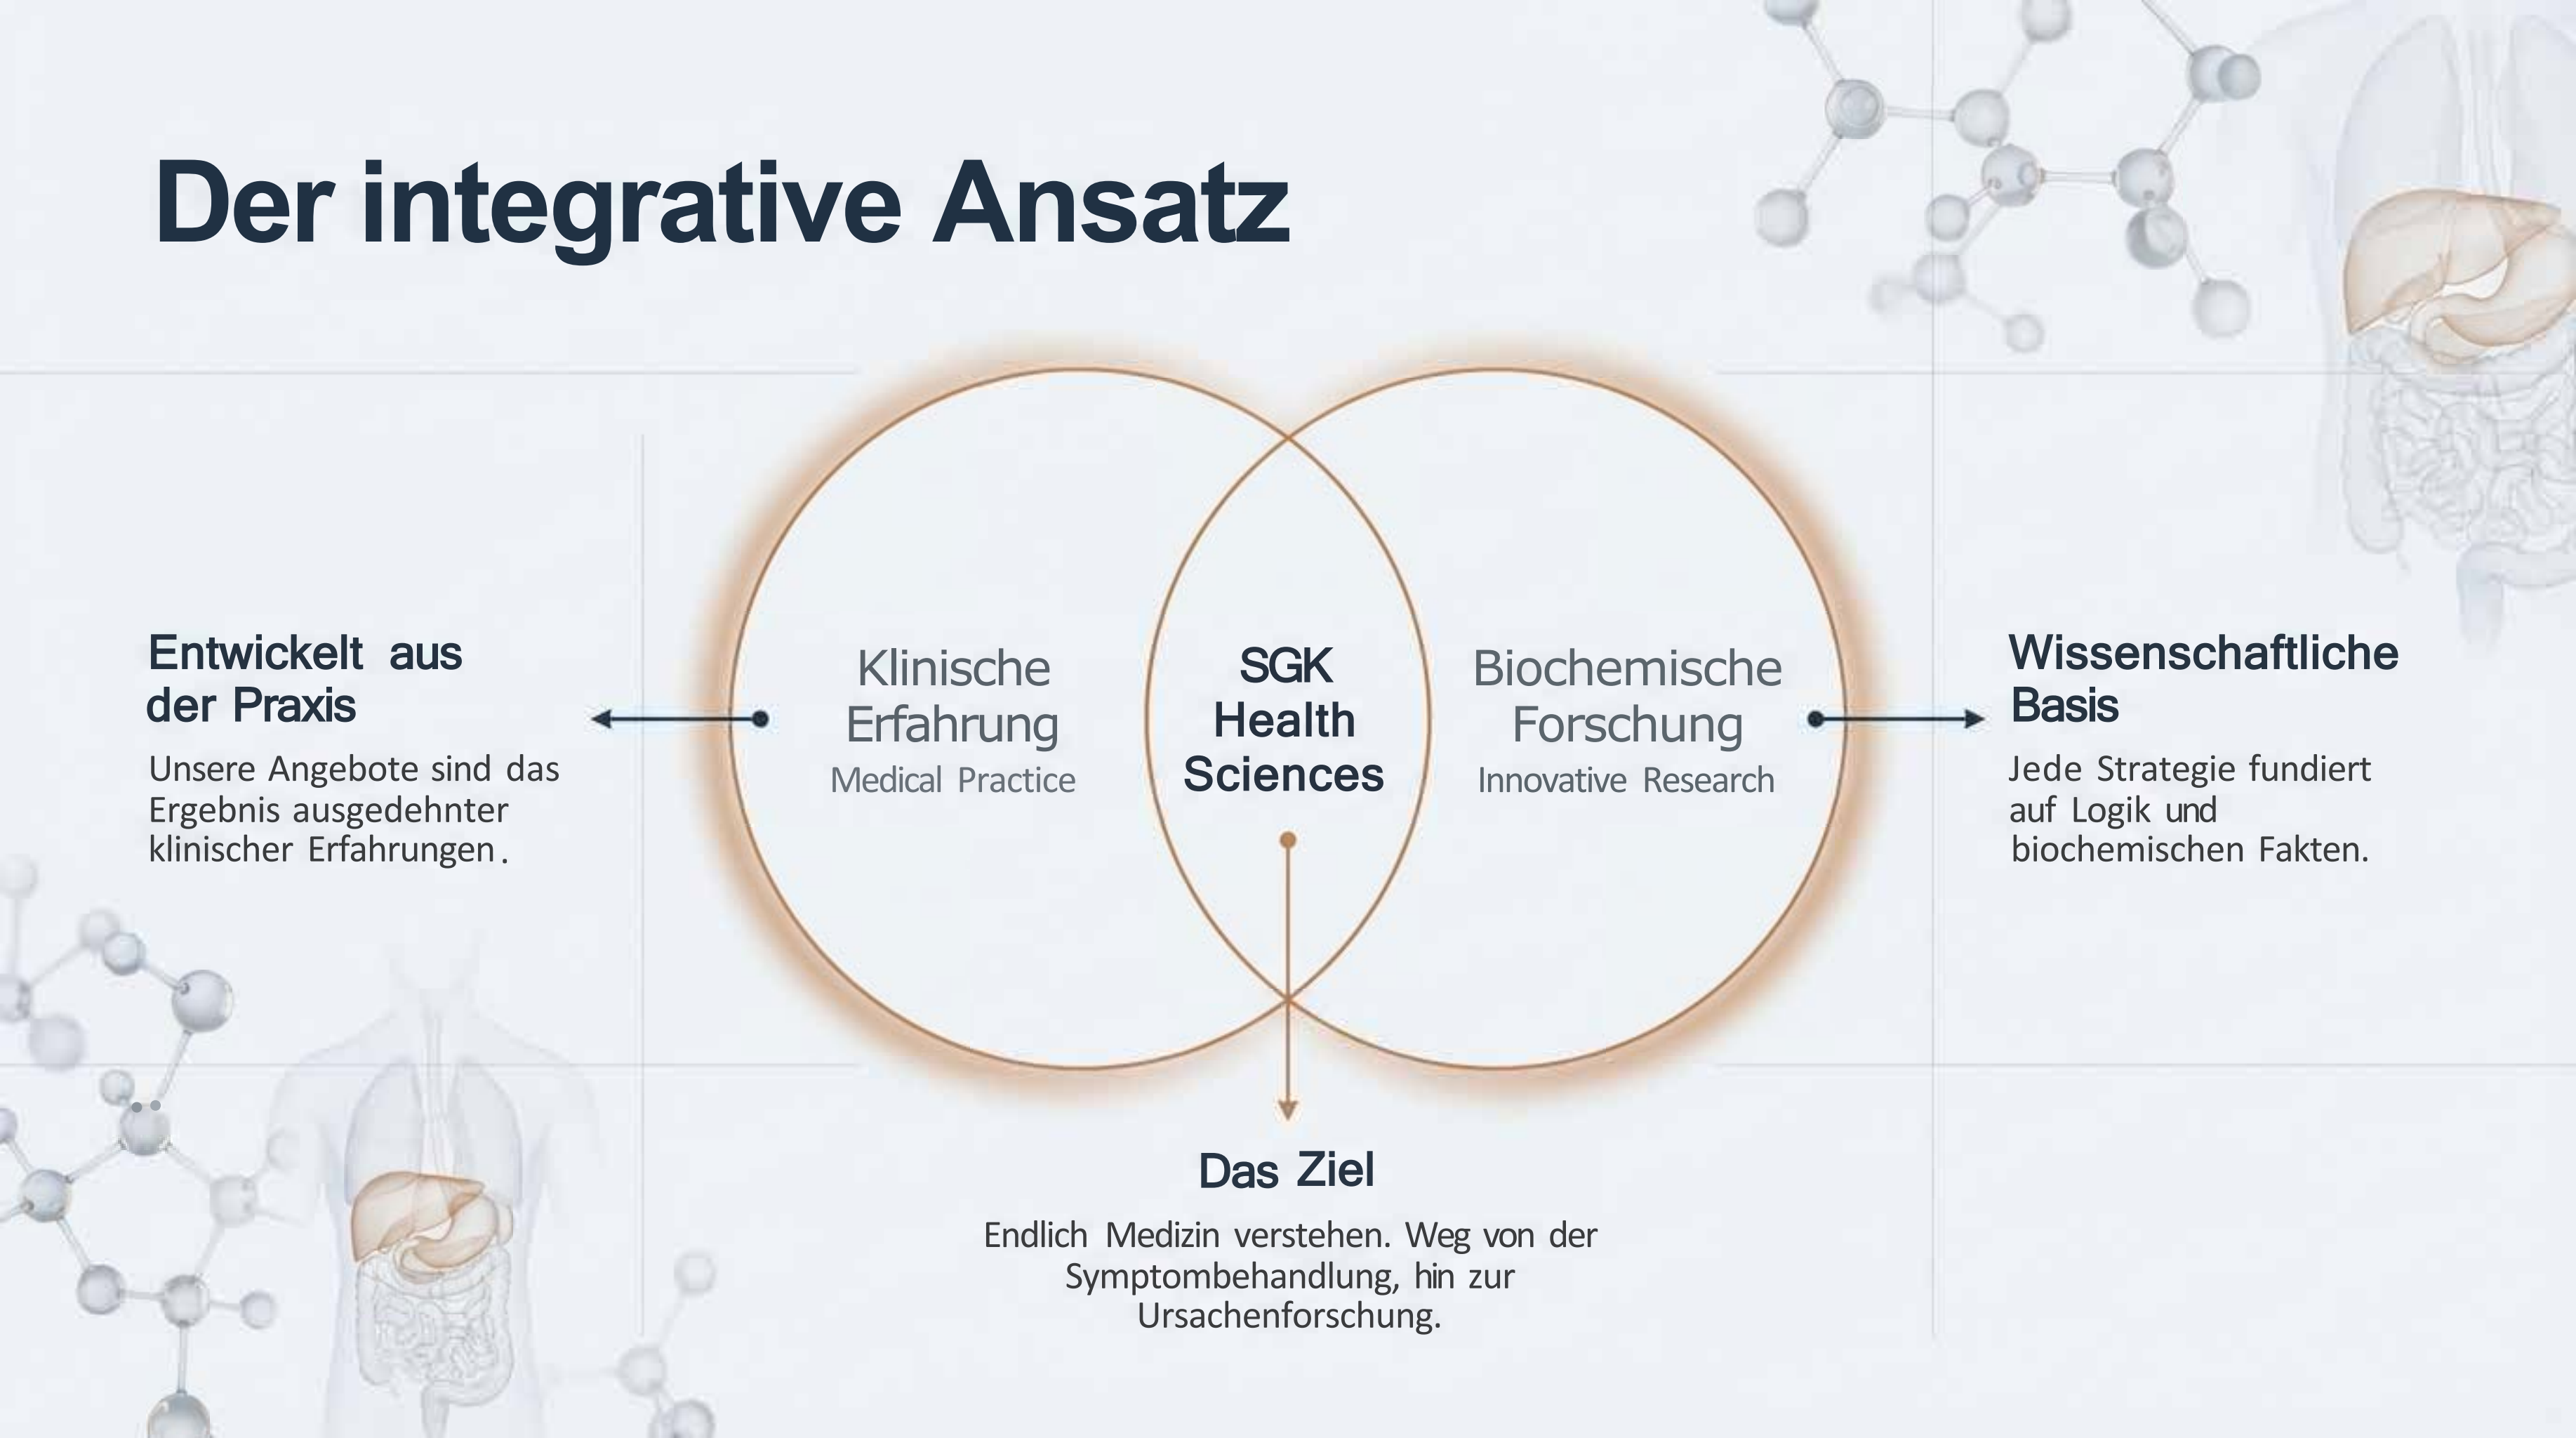 Der integrative Ansatz
Entwickelt aus
der Praxis
Unsere Angebote sind das
Ergebnis ausgedehnter
klinischer Erfahrungen.
Klinische
Erfahrung
Medical Practice
SGK
Health
Sciences
Biochemische
Forschung
Innovative Research
Wissenschaftliche
Basis
Jede Strategie fundiert
auf Logik und
biochemischen Fakten.
Das Ziel
Endlich Medizin verstehen. Weg von der
Symptombehandlung, hin zur
Ursachenforschung.